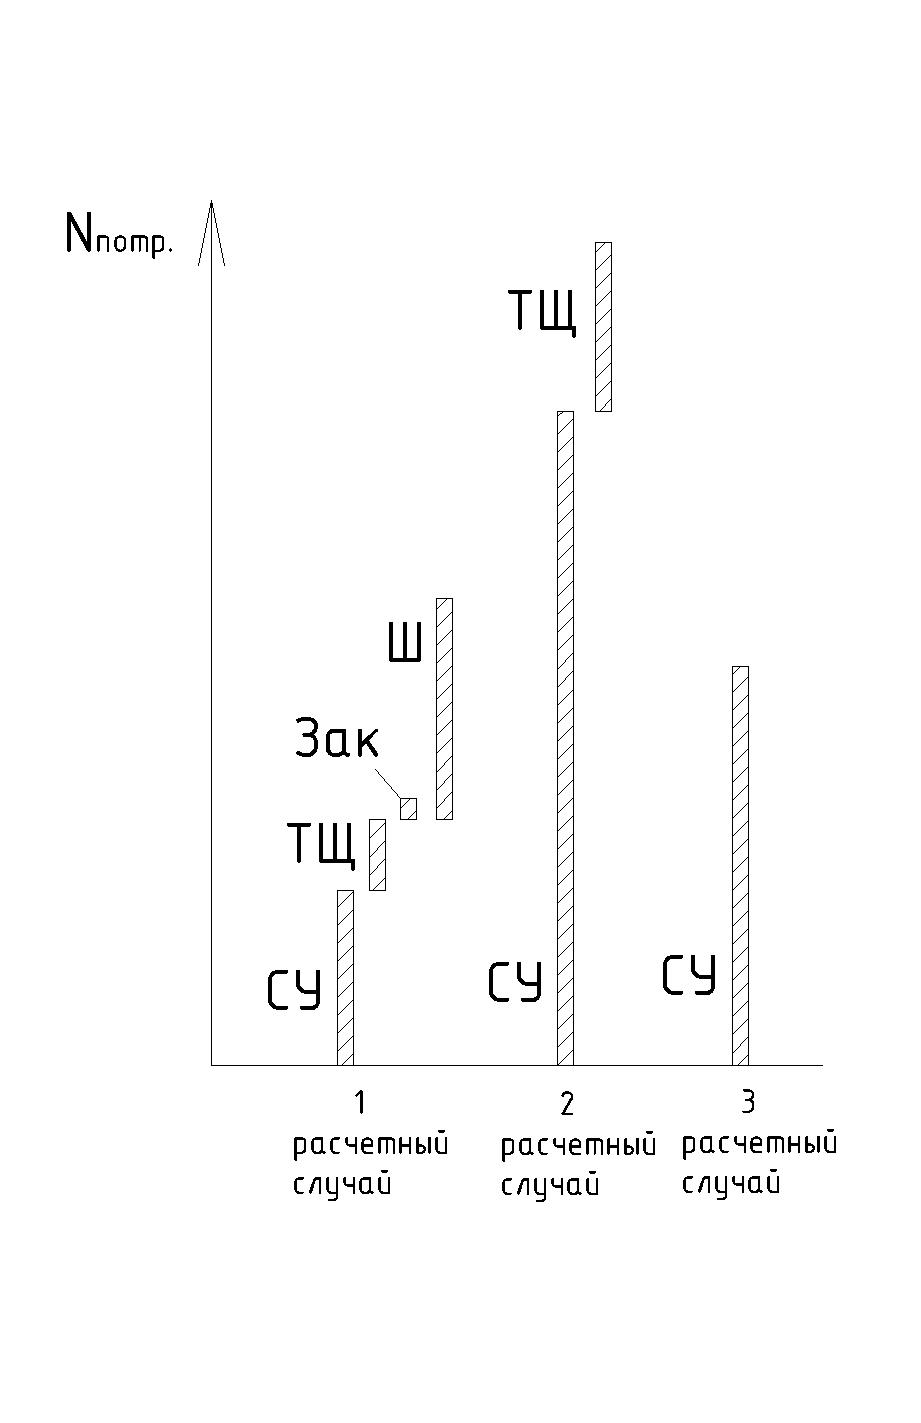 Nпотр.
ТЩ
Ш
Зак
ТЩ
СУ
СУ
СУ
1
расчетный
случай
2
расчетный
случай
3
расчетный
случай